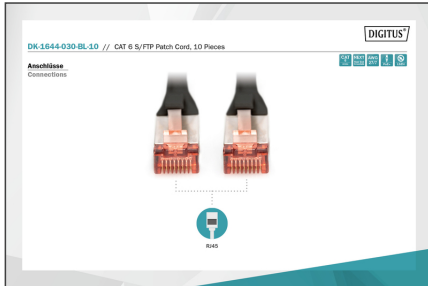 DIGITUS®
DK-1644-030-BL-10 // CAT 6 S/FTP Patch Cord, 10 Pieces
Anschlüsse
Connections
RJ45